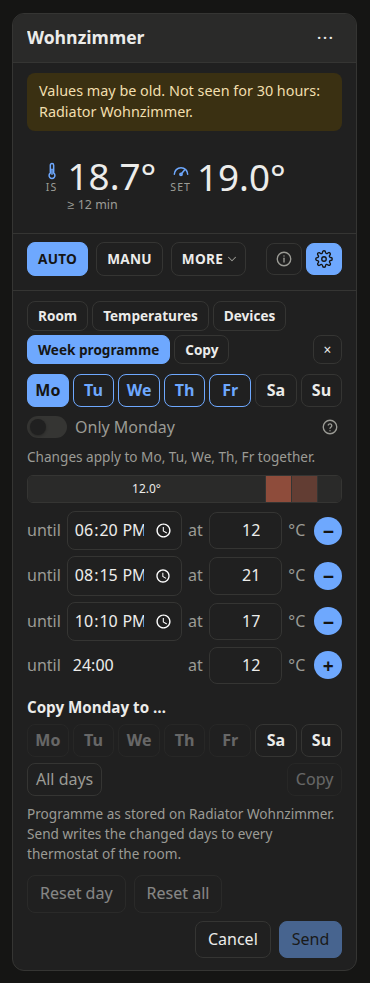 Wohnzimmer ...
Values may be old. Not seen for 30 hours:
Radiator Wohnzimmer.
IS 18.7° SET 19.0°
≥ 12 min
AUTO MANU MORE
Room Temperatures Devices
Week programme Copy ×
Mo Tu We Th Fr Sa Su
Only Monday
Changes apply to Mo, Tu, We, Th, Fr together.
12.0°
until 06:20 PM at 12 °C −
until 08:15 PM at 21 °C −
until 10:10 PM at 17 °C −
until 24:00 at 12 °C +
Copy Monday to ...
Mo Tu We Th Fr Sa Su
All days Copy
Programme as stored on Radiator Wohnzimmer.
Send writes the changed days to every
thermostat of the room.
Reset day Reset all
Cancel Send